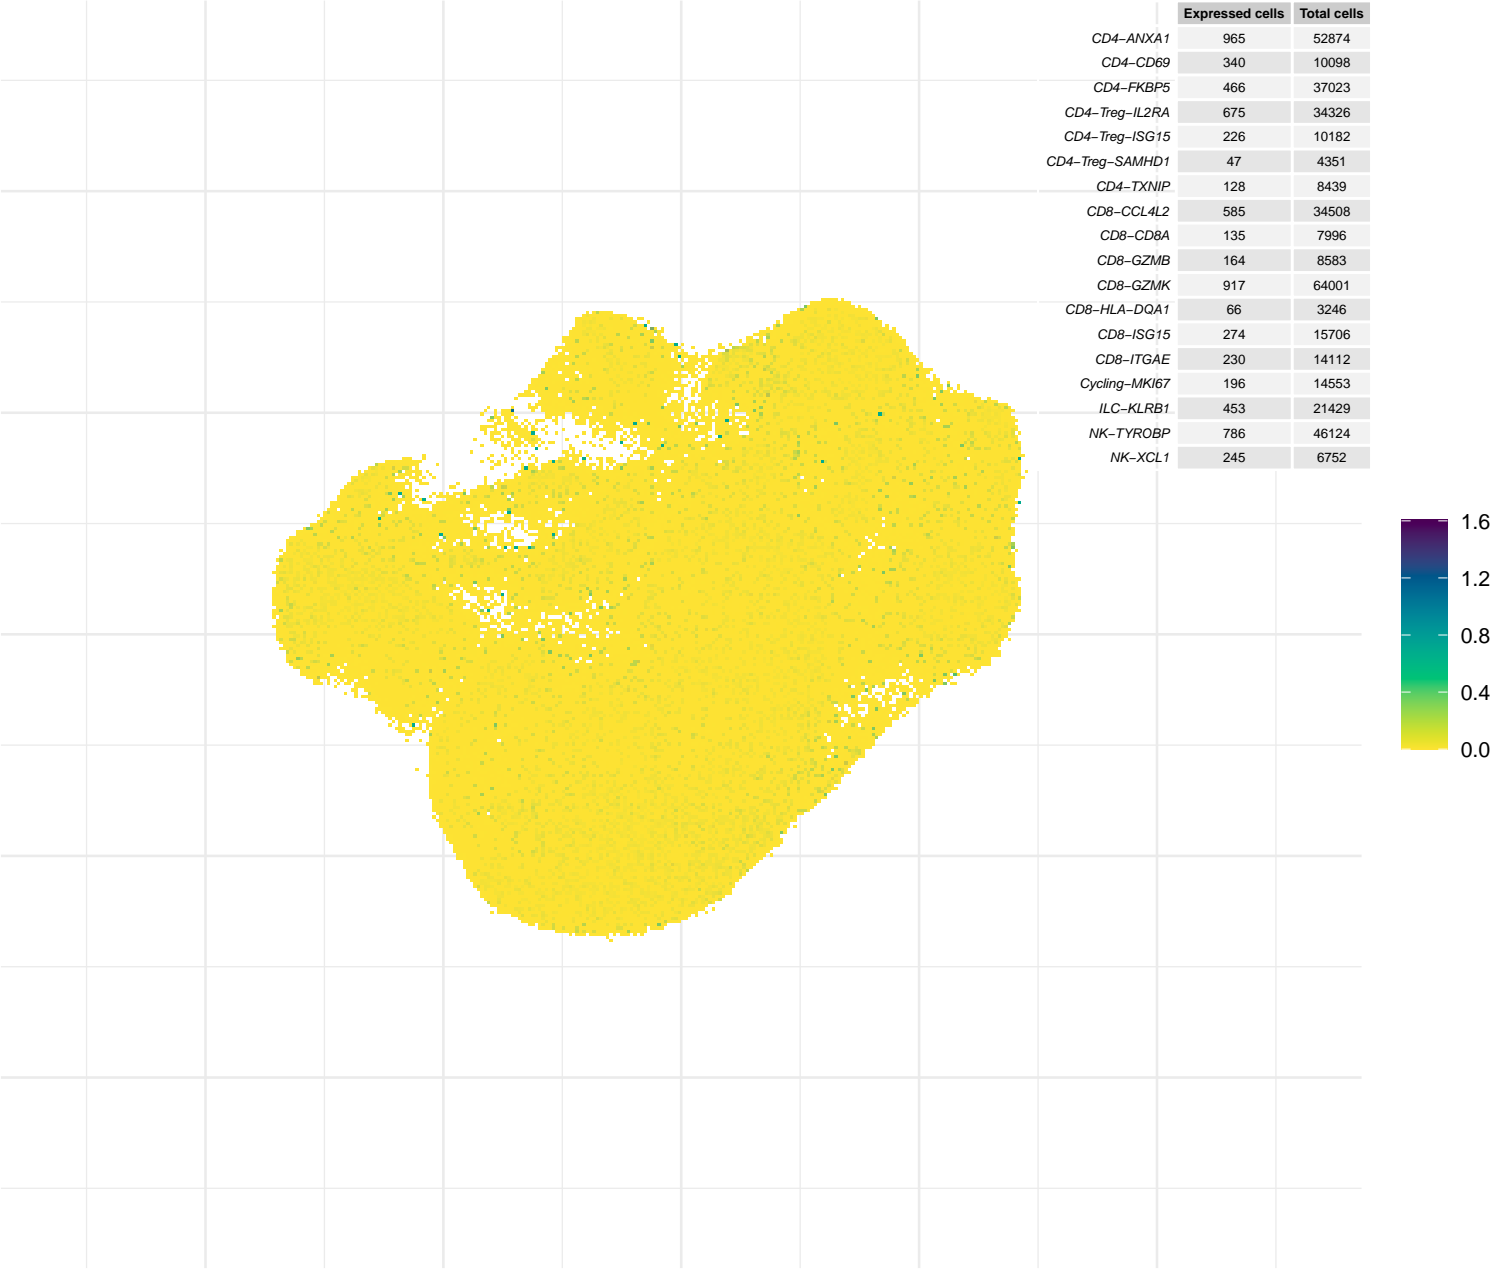 Expressed cells Total cells
CD4−ANXA1 965 52874
CD4−CD69 340 10098
CD4−FKBP5 466 37023
CD4−Treg−IL2RA 675 34326
CD4−Treg−ISG15 226 10182
CD4−Treg−SAMHD1 47 4351
CD4−TXNIP 128 8439
CD8−CCL4L2 585 34508
CD8−CD8A 135 7996
CD8−GZMB 164 8583
CD8−GZMK 917 64001
CD8−HLA−DQA1 66 3246
CD8−ISG15 274 15706
CD8−ITGAE 230 14112
Cycling−MKI67 196 14553
ILC−KLRB1 453 21429
NK−TYROBP 786 46124
NK−XCL1 245 6752
1.6
1.2
0.8
0.4
0.0